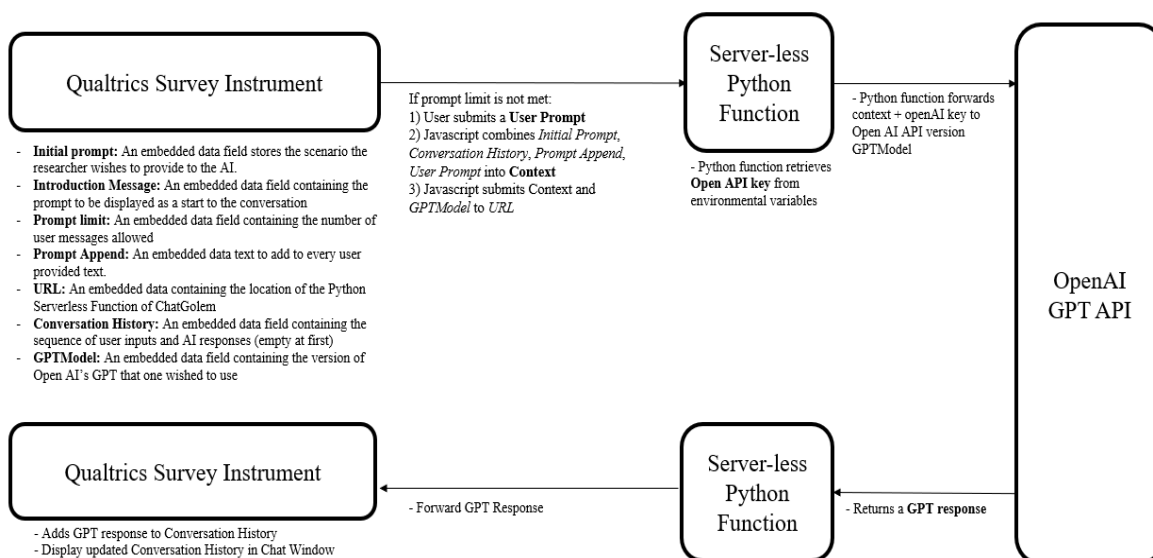 Qualtrics Survey Instrument
- Initial prompt: An embedded data field stores the scenario the
researcher wishes to provide to the AI.
- Introduction Message: An embedded data field containing the
prompt to be displayed as a start to the conversation
- Prompt limit: An embedded data field containing the number of
user messages allowed
- Prompt Append: An embedded data text to add to every user
provided text.
- URL: An embedded data containing the location of the Python
Serverless Function of ChatGolem
- Conversation History: An embedded data field containing the
sequence of user inputs and AI responses (empty at first)
- GPTModel: An embedded data field containing the version of
Open AI's GPT that one wished to use
If prompt limit is not met:
1) User submits a User Prompt
2) Javascript combines Initial Prompt,
Conversation History, Prompt Append,
User Prompt into Context
3) Javascript submits Context and
GPTModel to URL
Server-less
Python
Function
- Python function retrieves
Open API key from
environmental variables
- Python function forwards
context + openAI key to
Open AI API version
GPTModel
OpenAI
GPT API
- Returns a GPT response
Server-less
Python
Function
- Forward GPT Response
Qualtrics Survey Instrument
- Adds GPT response to Conversation History
- Display updated Conversation History in Chat Window